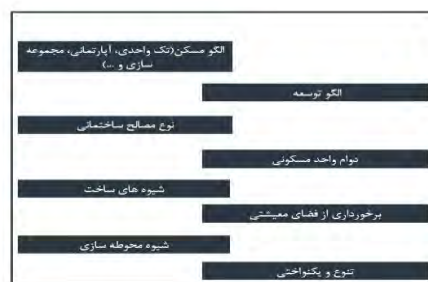 الگو مسکن(تک واحدی، آپارتمانی، مجموعه
سازی و ...)
الگو توسعه
نوع مصالح ساختمانی
دوام واحد مسکونی
شیوه های ساخت
برخورداری از فضای معیشتی
شیوه محوطه سازی
تنوع و یکنواختی